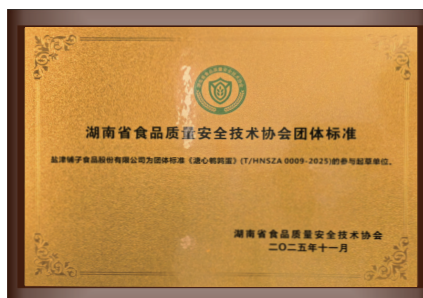 湖南省食品质量安全技术协会团体标准
盐津铺子食品股份有限公司为团体标准《溏心鹌鹑蛋》(T/HNSZA 0009-2025)的参与起草单位。
湖南省食品质量安全技术协会
二〇二五年十一月